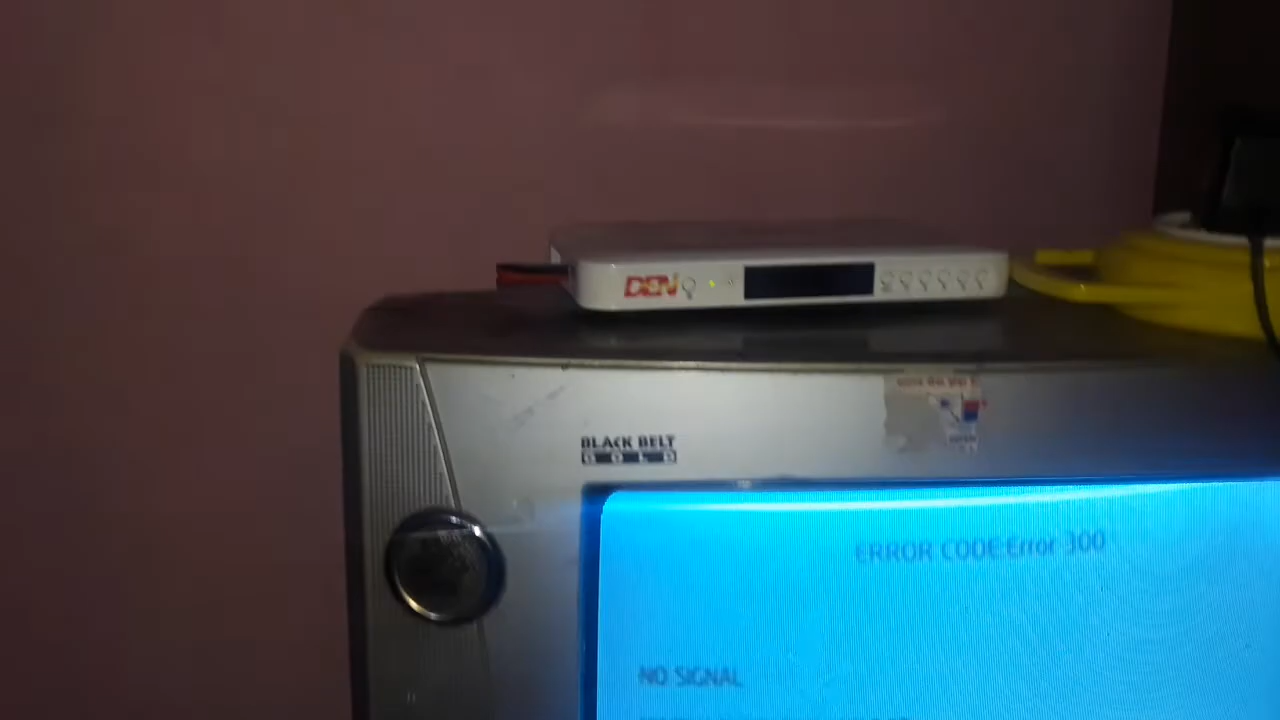 DEN
BLACK BELT
GOLD
ERROR CODE:Error 300
NO SIGNAL